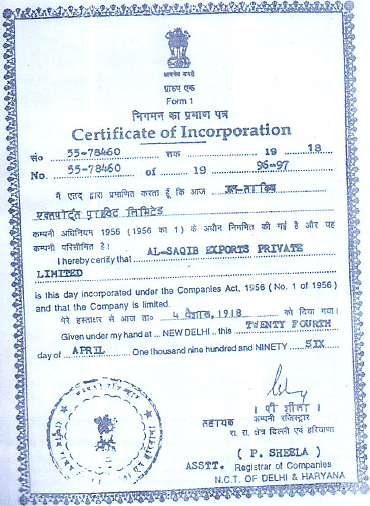 सत्यमेव जयते
प्रारूप एक
Form 1
निगमन का प्रमाण पत्र
Certificate of Incorporation
सं० 55-78460 शक 19 18
No. 55-78460 of 19 96-97
मैं एतद् द्वारा प्रमाणित करता हूँ कि आज
एक्सपोर्ट्स प्राइवेट लिमिटेड
कम्पनी अधिनियम 1956 (1956 का 1) के अधीन निगमित की गई है और यह
कम्पनी परिसीमित है।
I hereby certify that AL-SAQIB EXPORTS PRIVATE
LIMITED
is this day incorporated under the Companies Act, 1956 (No. 1 of 1956)
and that the Company is limited.
मेरे हस्ताक्षर से आज ता० 4 वैशाख, 1918 को दिया गया।
Given under my hand at .. NEW DELHI .. this TWENTY FOURTH
day of APRIL One thousand nine hundred and NINETY SIX
( पी शीला )
सहायक कम्पनी रजिस्ट्रार
रा. रा. क्षेत्र दिल्ली एवं हरियाणा
( P. SHEELA )
ASSTT. Registrar of Companies
N.C.T. OF DELHI & HARYANA